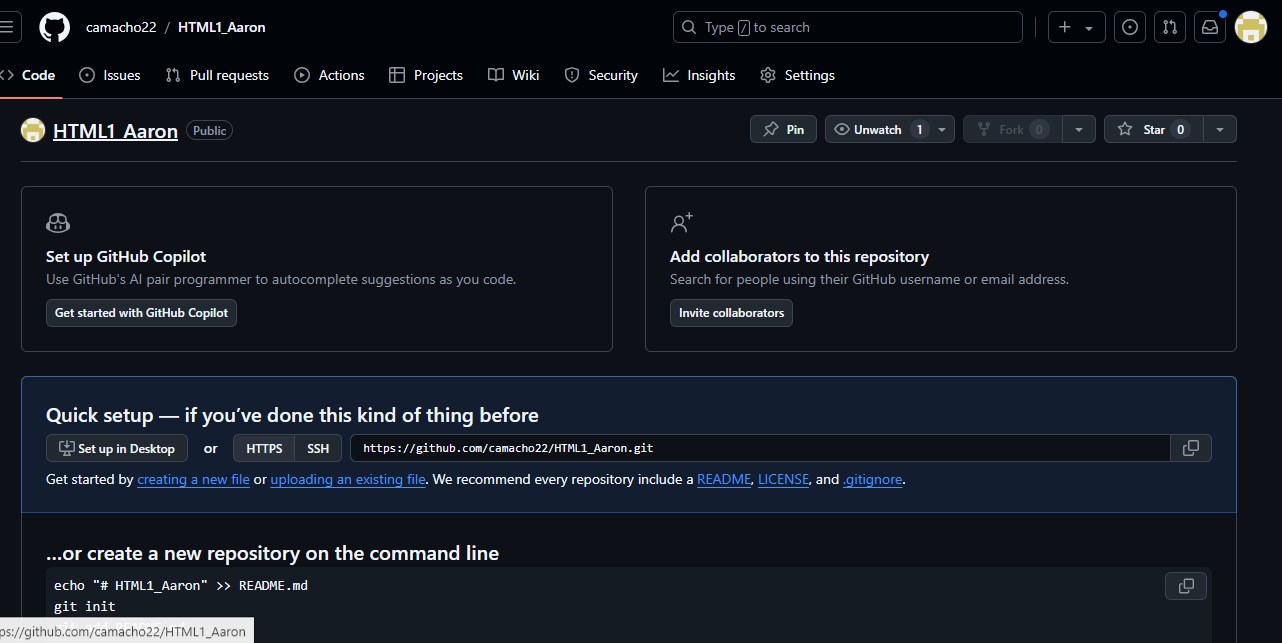 camacho22 / HTML1_Aaron
Type / to search
Code Issues Pull requests Actions Projects Wiki Security Insights Settings
HTML1_Aaron Public
Pin Unwatch 1 Fork 0 Star 0
Set up GitHub Copilot
Use GitHub's AI pair programmer to autocomplete suggestions as you code.
Get started with GitHub Copilot
Add collaborators to this repository
Search for people using their GitHub username or email address.
Invite collaborators
Quick setup — if you’ve done this kind of thing before
Set up in Desktop or HTTPS SSH https://github.com/camacho22/HTML1_Aaron.git
Get started by creating a new file or uploading an existing file. We recommend every repository include a README, LICENSE, and .gitignore.
…or create a new repository on the command line
echo "# HTML1_Aaron" >> README.md
git init
ps://github.com/camacho22/HTML1_Aaron